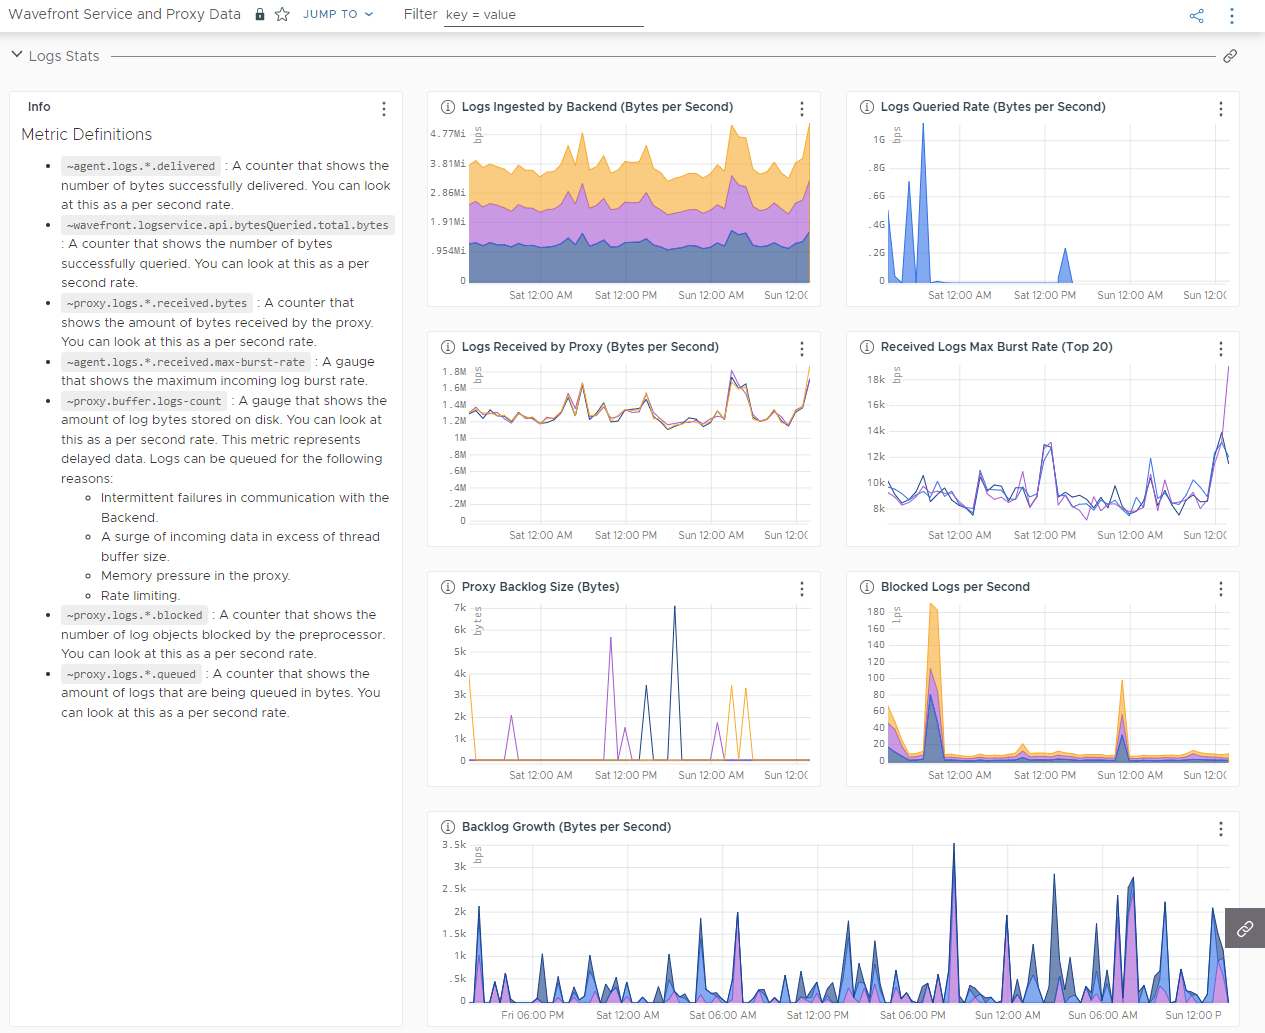 Wavefront Service and Proxy Data JUMP TO Filter key = value
Logs Stats
Info
Metric Definitions
~agent.logs.*.delivered : A counter that shows the
number of bytes successfully delivered. You can look
at this as a per second rate.
~wavefront.logservice.api.bytesQueried.total.bytes
: A counter that shows the number of bytes
successfully queried. You can look at this as a per
second rate.
~proxy.logs.*.received.bytes : A counter that
shows the amount of bytes received by the proxy.
You can look at this as a per second rate.
~agent.logs.*.received.max-burst-rate : A gauge
that shows the maximum incoming log burst rate.
~proxy.buffer.logs-count : A gauge that shows the
amount of log bytes stored on disk. You can look at
this as a per second rate. This metric represents
delayed data. Logs can be queued for the following
reasons:
Intermittent failures in communication with the
Backend.
A surge of incoming data in excess of thread
buffer size.
Memory pressure in the proxy.
Rate limiting.
~proxy.logs.*.blocked : A counter that shows the
number of log objects blocked by the preprocessor.
You can look at this as a per second rate.
~proxy.logs.*.queued : A counter that shows the
amount of logs that are being queued in bytes. You
can look at this as a per second rate.
Logs Ingested by Backend (Bytes per Second)
bps
4.77Mi
3.81Mi
2.86Mi
1.91Mi
.954Mi
0
Sat 12:00 AM Sat 12:00 PM Sun 12:00 AM Sun 12:0(
Logs Queried Rate (Bytes per Second)
bps
1G
.8G
.6G
.4G
.2G
0
Sat 12:00 AM Sat 12:00 PM Sun 12:00 AM Sun 12:0(
Logs Received by Proxy (Bytes per Second)
bps
1.8M
1.6M
1.4M
1.2M
1M
.8M
.6M
.4M
.2M
0
Sat 12:00 AM Sat 12:00 PM Sun 12:00 AM Sun 12:0(
Received Logs Max Burst Rate (Top 20)
bps
18k
16k
14k
12k
10k
8k
Sat 12:00 AM Sat 12:00 PM Sun 12:00 AM Sun 12:0(
Proxy Backlog Size (Bytes)
bytes
7k
6k
5k
4k
3k
2k
1k
0
Sat 12:00 AM Sat 12:00 PM Sun 12:00 AM Sun 12:0(
Blocked Logs per Second
lps
180
160
140
120
100
80
60
40
20
0
Sat 12:00 AM Sat 12:00 PM Sun 12:00 AM Sun 12:0(
Backlog Growth (Bytes per Second)
bps
3.5k
3k
2.5k
2k
1.5k
1k
.5k
0
Fri 06:00 PM Sat 12:00 AM Sat 06:00 AM Sat 12:00 PM Sat 06:00 PM Sun 12:00 AM Sun 06:00 AM Sun 12:00 P